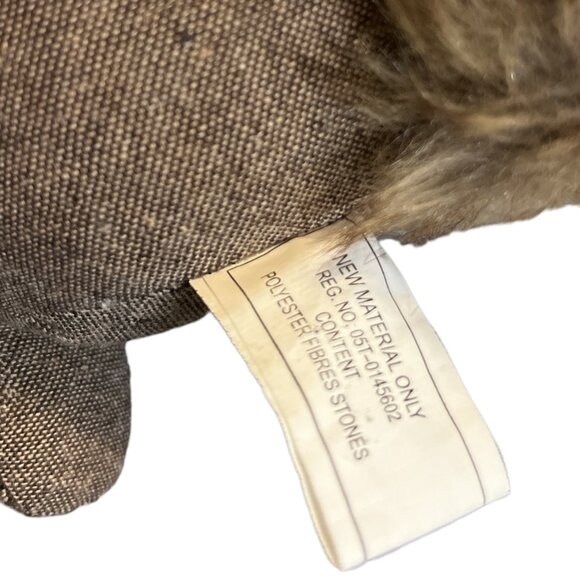 NEW MATERIAL ONLY
REG. NO. 05T-0145602
CONTENT
POLYESTER FIBRES STONES